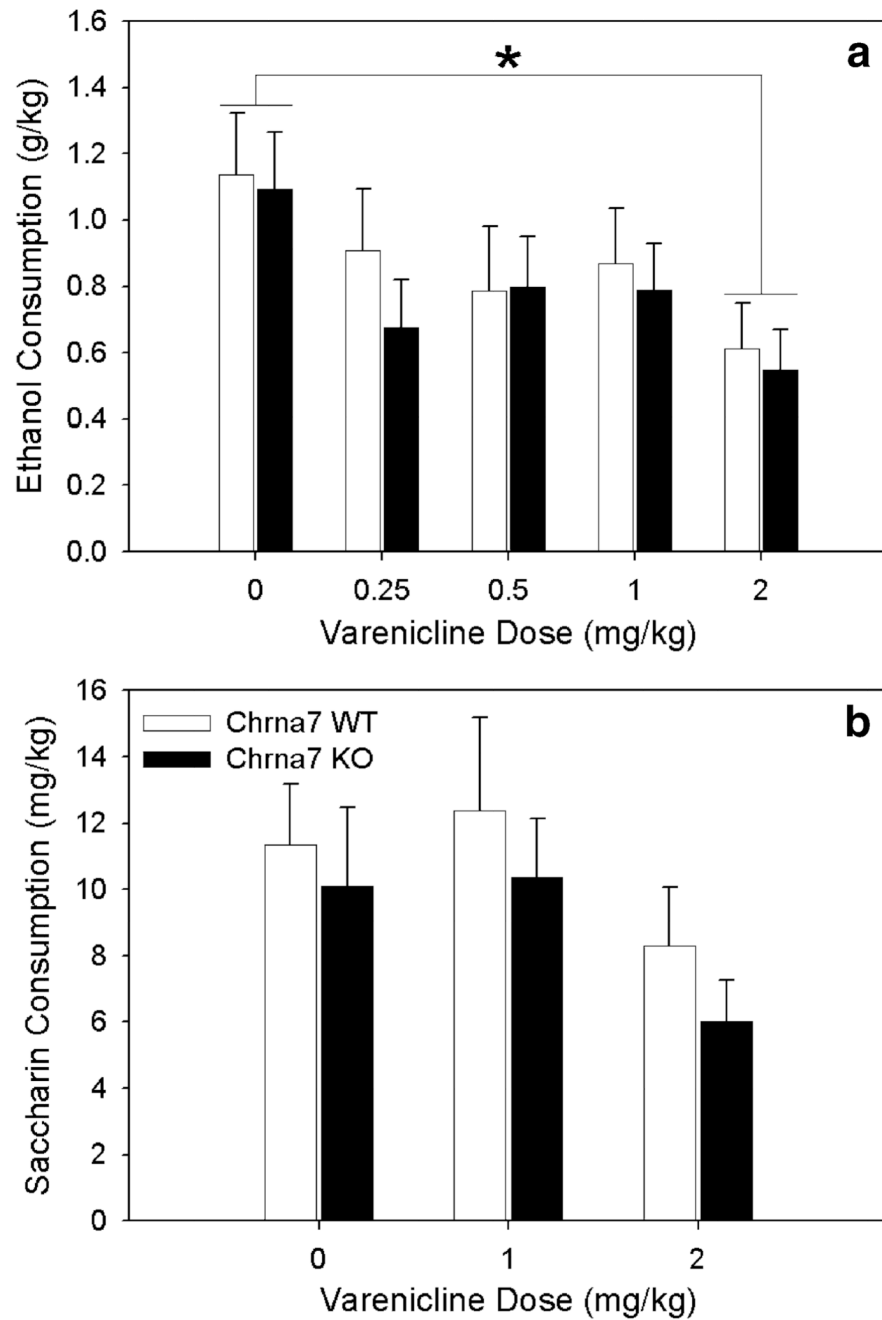 a
*
Ethanol Consumption (g/kg)
1.6
1.4
1.2
1.0
0.8
0.6
0.4
0.2
0.0
0 0.25 0.5 1 2
Varenicline Dose (mg/kg)
b
Chrna7 WT
Chrna7 KO
Saccharin Consumption (mg/kg)
16
14
12
10
8
6
4
2
0
0 1 2
Varenicline Dose (mg/kg)